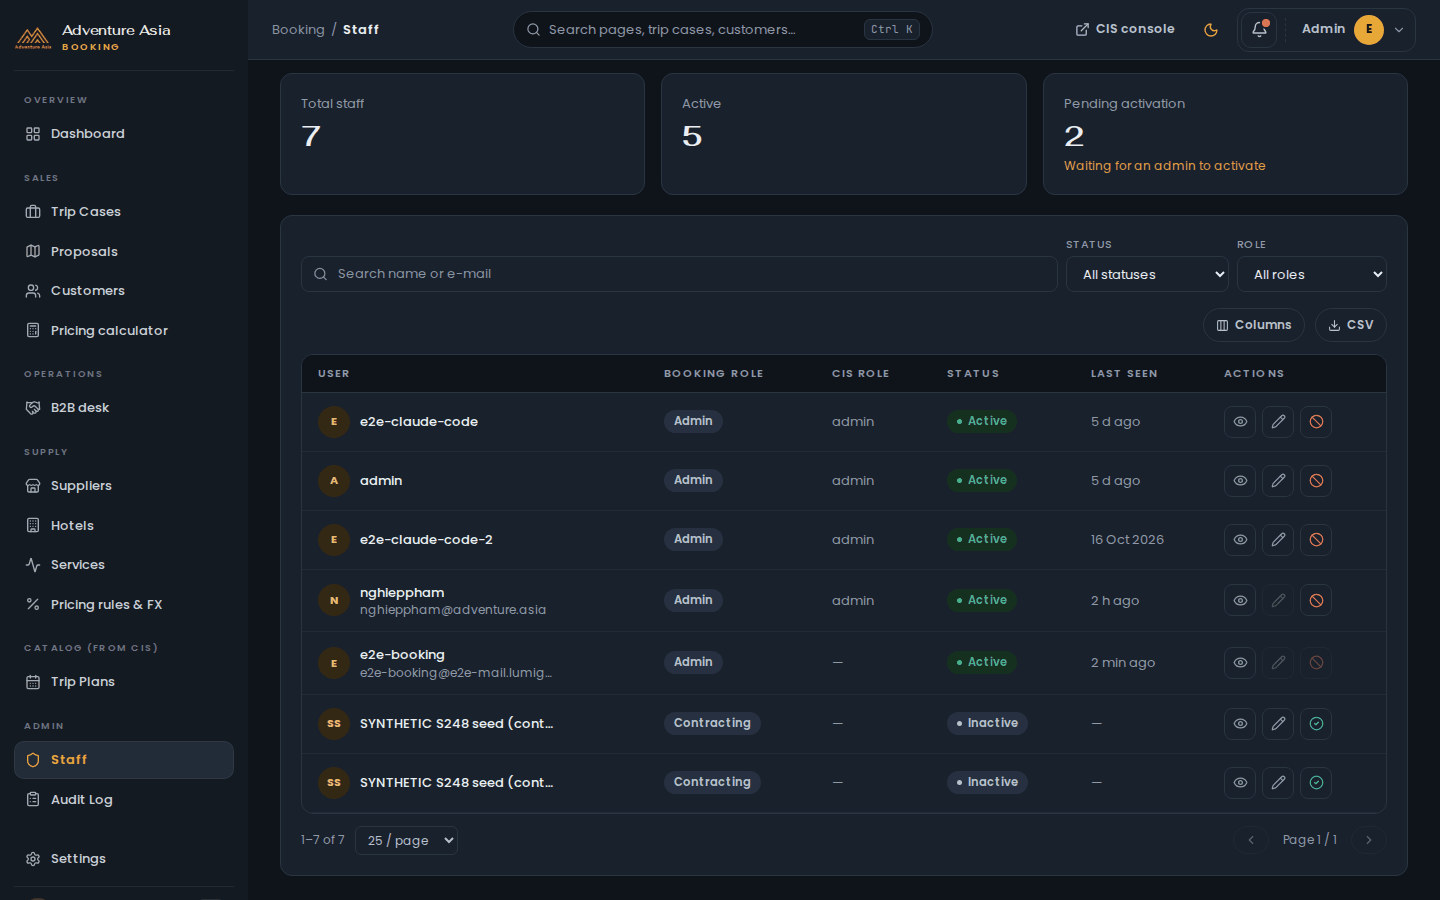 Adventure Asia
BOOKING
Adventure Asia
OVERVIEW
Dashboard
SALES
Trip Cases
Proposals
Customers
Pricing calculator
OPERATIONS
B2B desk
SUPPLY
Suppliers
Hotels
Services
Pricing rules & FX
CATALOG (FROM CIS)
Trip Plans
ADMIN
Staff
Audit Log
Settings
Booking / Staff
Search pages, trip cases, customers...
Ctrl K
CIS console
Admin
E
Total staff
7
Active
5
Pending activation
2
Waiting for an admin to activate
STATUS
ROLE
Search name or e-mail
All statuses
All roles
Columns
CSV
USER BOOKING ROLE CIS ROLE STATUS LAST SEEN ACTIONS
E e2e-claude-code Admin admin Active 5 d ago
A admin Admin admin Active 5 d ago
E e2e-claude-code-2 Admin admin Active 16 Oct 2026
N nghieppham Admin admin Active 2 h ago
nghieppham@adventure.asia
E e2e-booking Admin — Active 2 min ago
e2e-booking@e2e-mail.lumig...
SS SYNTHETIC S248 seed (cont... Contracting — Inactive —
SS SYNTHETIC S248 seed (cont... Contracting — Inactive —
1–7 of 7
25 / page
Page 1 / 1